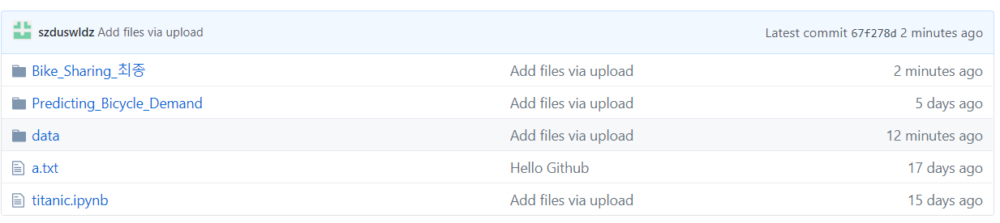 szduswldz Add files via upload Latest commit 67f278d 2 minutes ago
Bike_Sharing_최종 Add files via upload 2 minutes ago
Predicting_Bicycle_Demand Add files via upload 5 days ago
data Add files via upload 12 minutes ago
a.txt Hello Github 17 days ago
titanic.ipynb Add files via upload 15 days ago